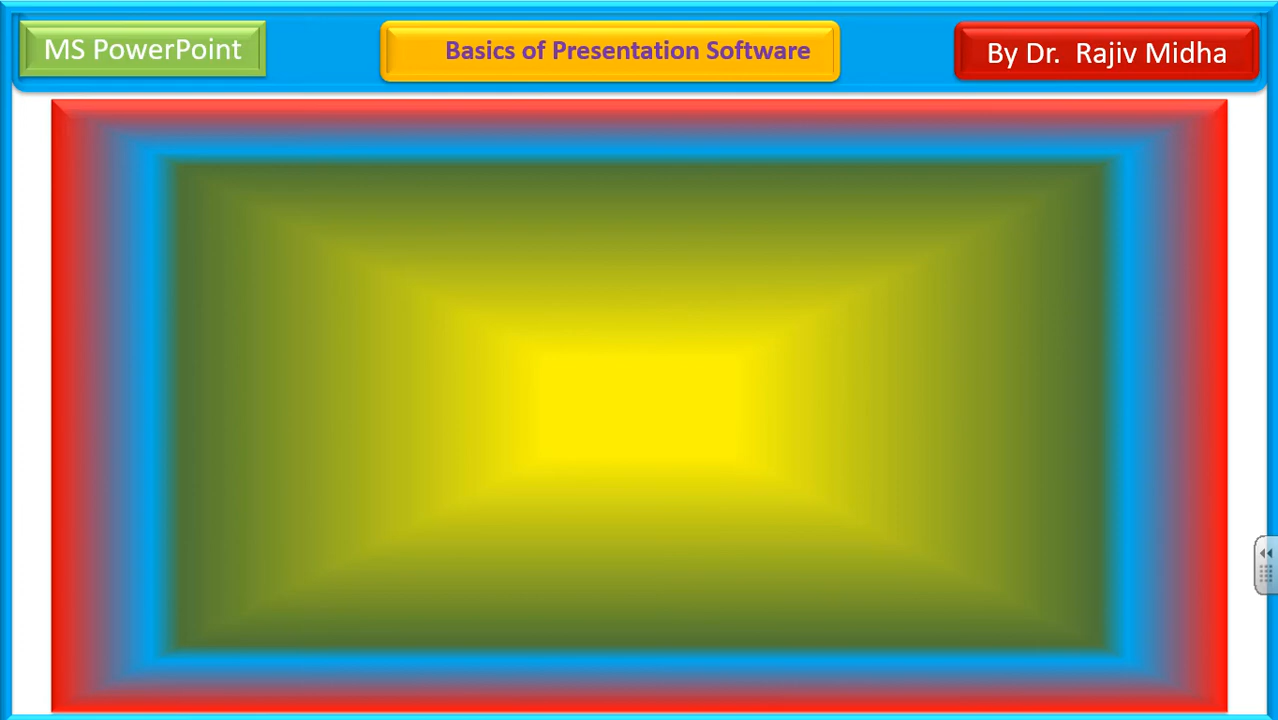 MS PowerPoint
Basics of Presentation Software
By Dr. Rajiv Midha